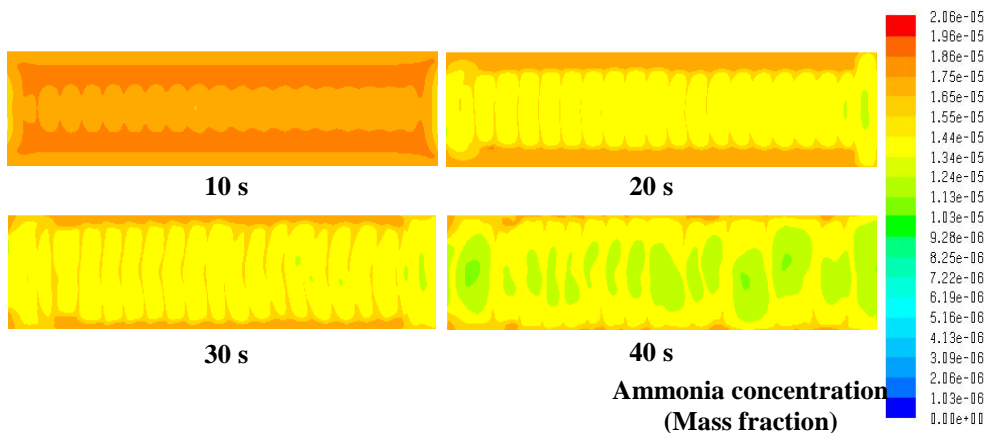 10 s
20 s
30 s
40 s
Ammonia concentration
(Mass fraction)
2.06e-05
1.96e-05
1.86e-05
1.75e-05
1.65e-05
1.55e-05
1.44e-05
1.34e-05
1.24e-05
1.13e-05
1.03e-05
9.28e-06
8.25e-06
7.22e-06
6.19e-06
5.16e-06
4.13e-06
3.09e-06
2.06e-06
1.03e-06
0.00e+00